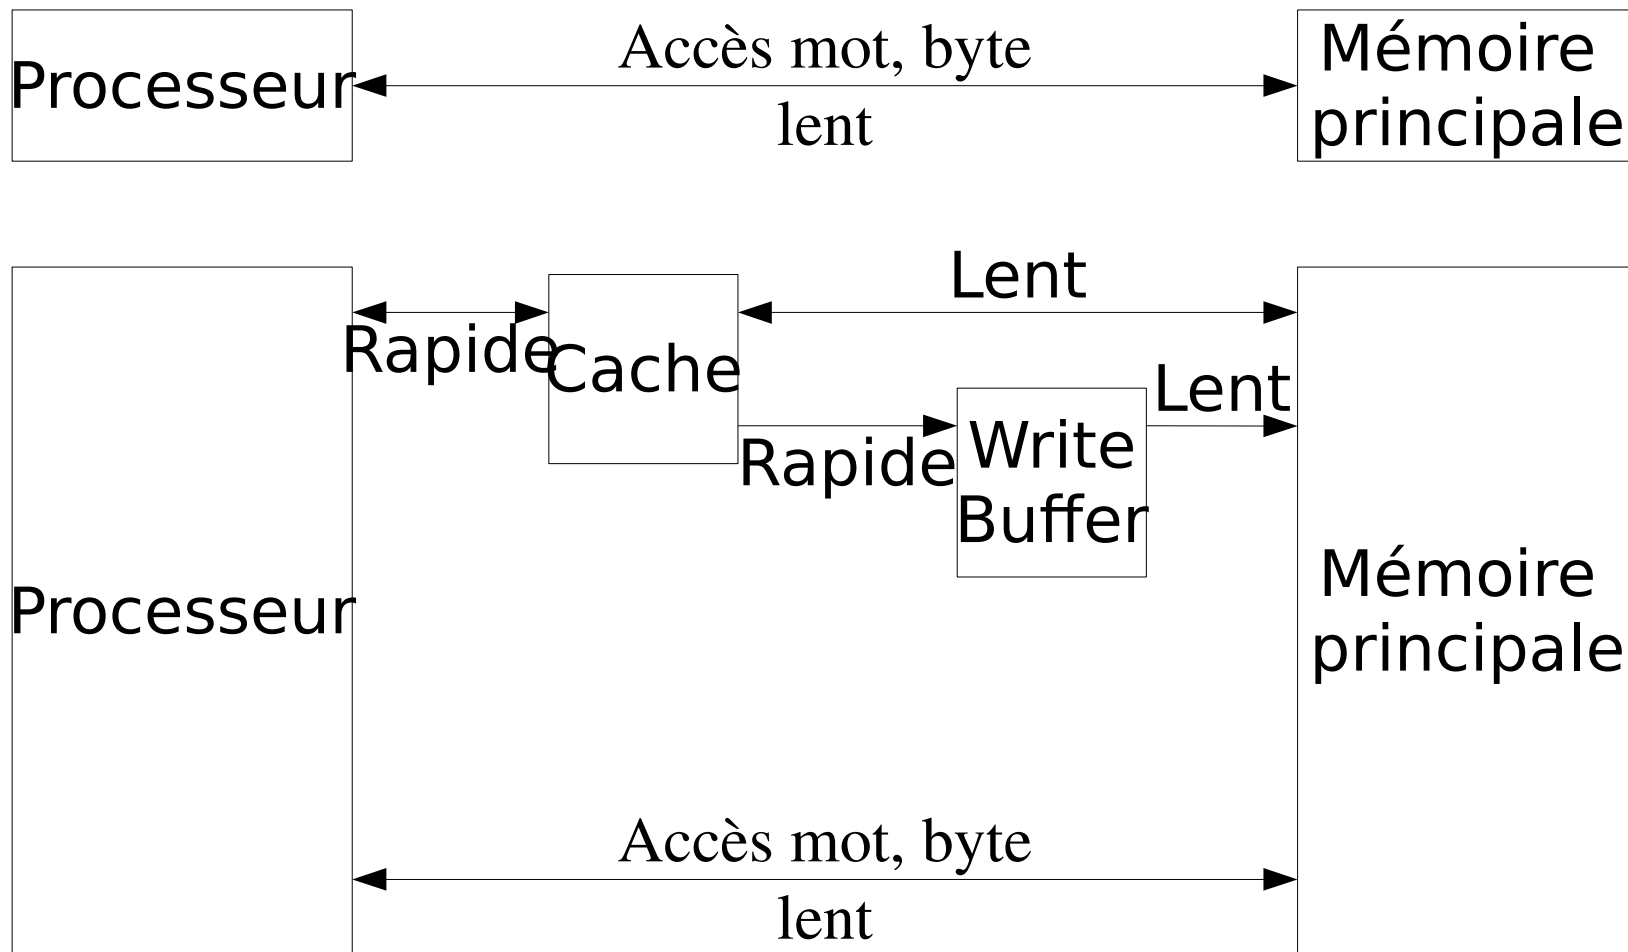 Accès mot, byte
Processeur
lent
Mémoire
principale
Lent
Rapide
Cache
Lent
Rapide
Write
Buffer
Processeur
Mémoire
principale
Accès mot, byte
lent